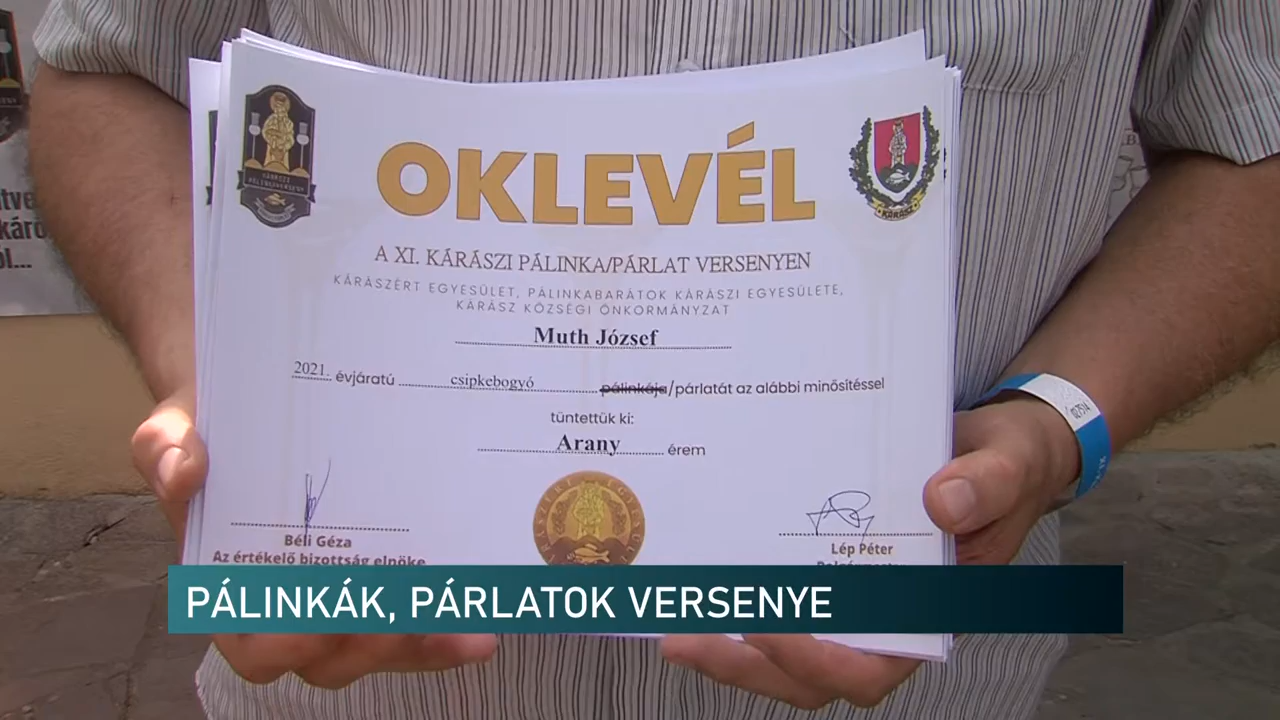 OKLEVÉL
A XI. KÁRÁSZI PÁLINKA/PÁRLAT VERSENYEN
KÁRÁSZÉRT EGYESÜLET, PÁLINKABARÁTOK KÁRÁSZI EGYESÜLETE,
KÁRÁSZ KÖZSÉGI ÖNKORMÁNYZAT
Muth József
2021. évjáratú csipkebogyó pálinkája/párlatát az alábbi minősítéssel
tüntettük ki:
Arany érem
Béli Géza
Az értékelő bizottság elnöke
Lép Péter
KÁRÁSZ
PÁLINKÁK, PÁRLATOK VERSENYE